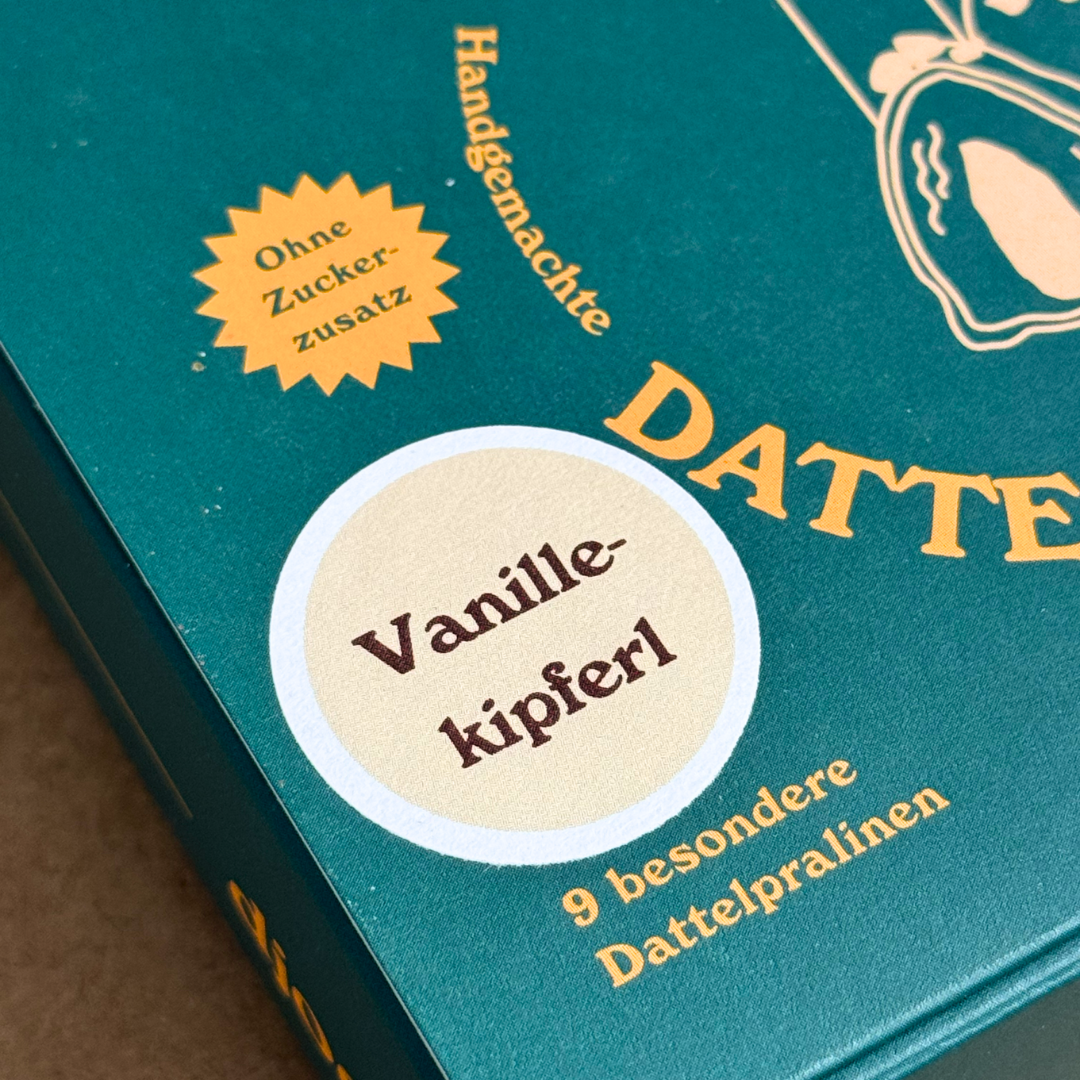 Handgemachte
Ohne
Zucker-
zusatz
DATTE
Vanille-
kipferl
9 besondere
Dattelpralinen